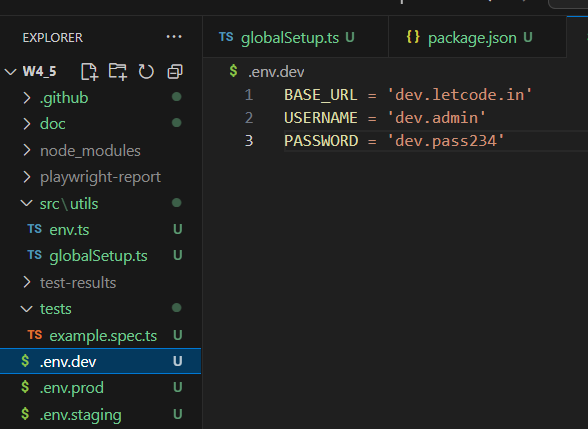 EXPLORER ···
TS globalSetup.ts U
{} package.json U
W4_5
$ .env.dev
.github
doc
node_modules
playwright-report
src\utils
TS env.ts U
TS globalSetup.ts U
test-results
tests
TS example.spec.ts U
$ .env.dev U
$ .env.prod U
$ .env.staging U
1 BASE_URL = 'dev.letcode.in'
2 USERNAME = 'dev.admin'
3 PASSWORD = 'dev.pass234'